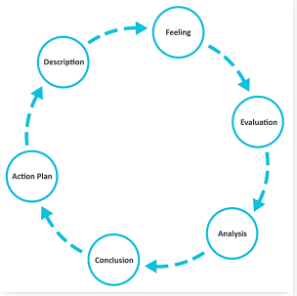 Feeling
Description
Evaluation
Action Plan
Analysis
Conclusion